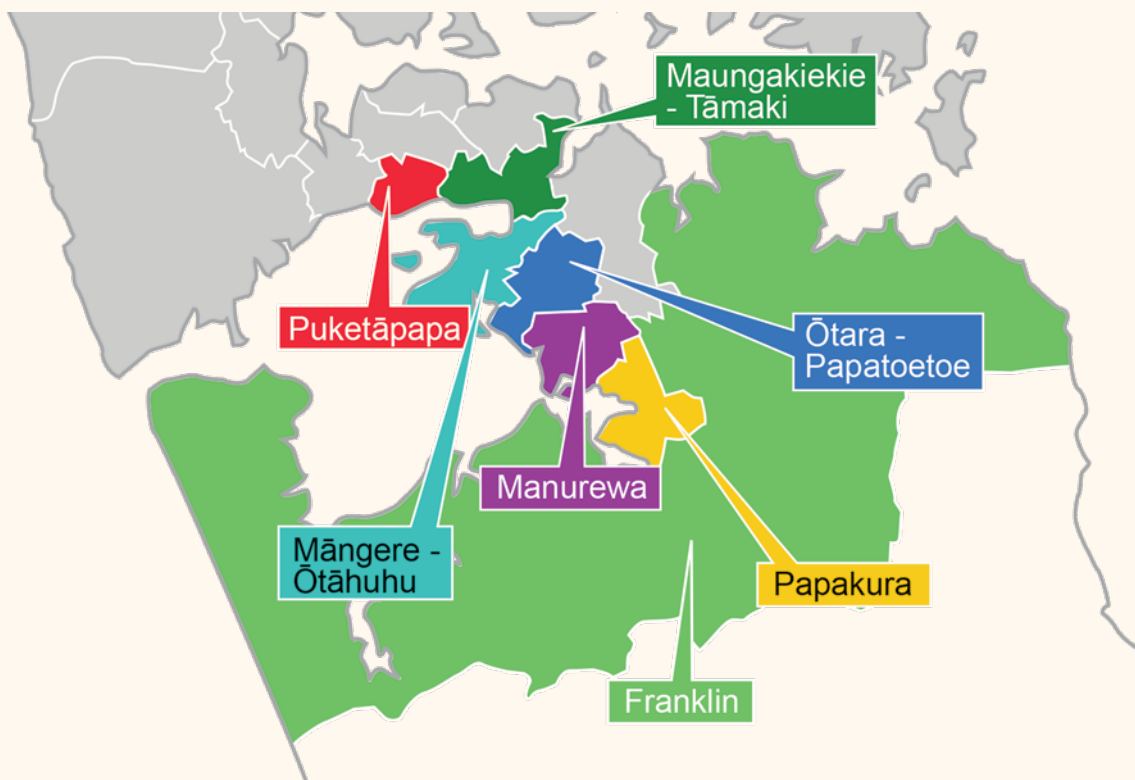 Maungakiekie
- Tāmaki
Puketāpapa
Ōtara -
Papatoetoe
Manurewa
Māngere -
Ōtāhuhu
Papakura
Franklin